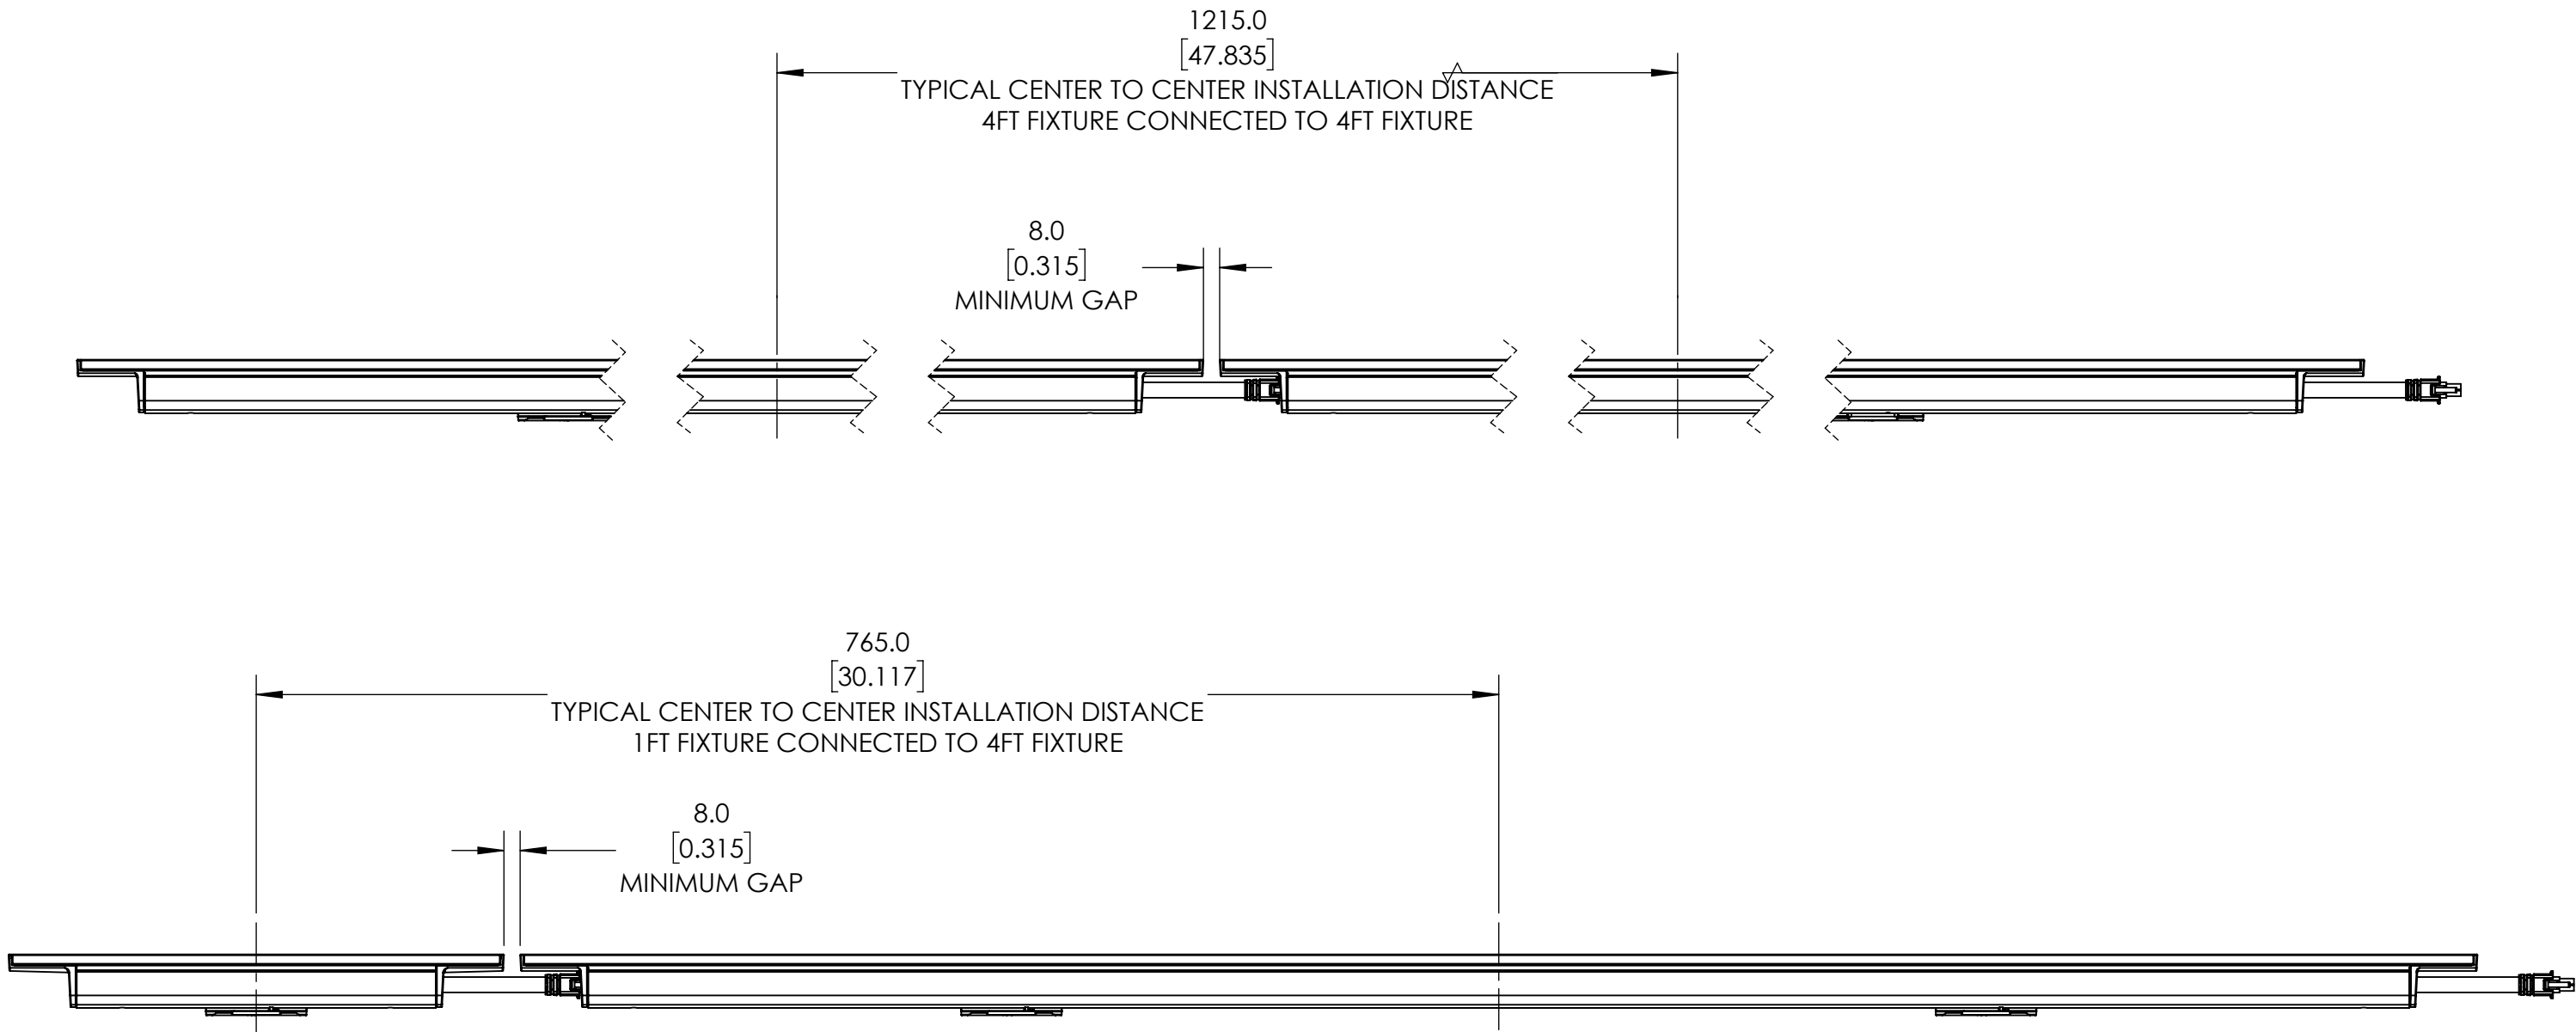 1215.0
[47.835]
TYPICAL CENTER TO CENTER INSTALLATION DISTANCE
4FT FIXTURE CONNECTED TO 4FT FIXTURE
8.0
[0.315]
MINIMUM GAP
765.0
[30.117]
TYPICAL CENTER TO CENTER INSTALLATION DISTANCE
1FT FIXTURE CONNECTED TO 4FT FIXTURE
8.0
[0.315]
MINIMUM GAP